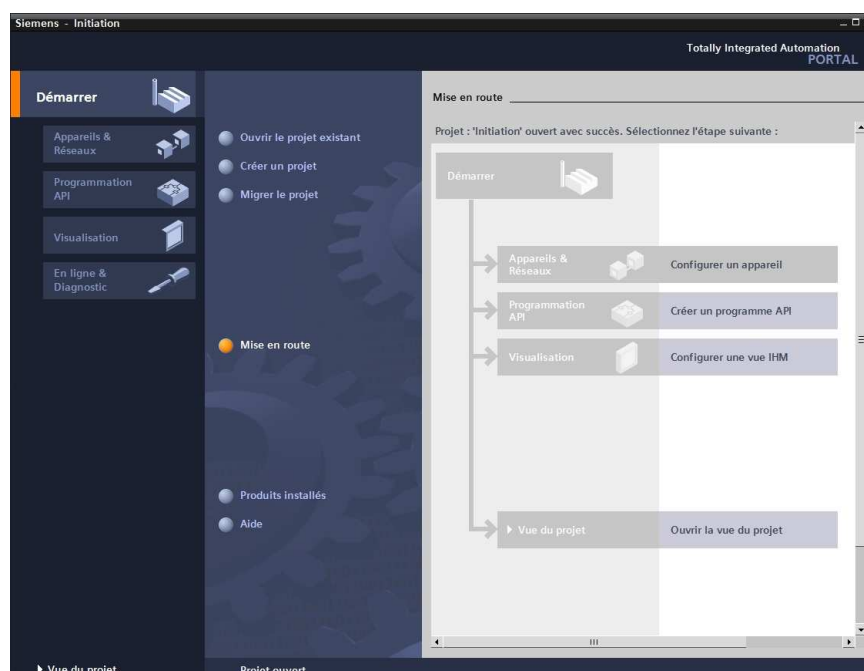 Siemens - Initiation
Totally Integrated Automation
PORTAL
Démarrer
Appareils &
Réseaux
Programmation
API
Visualisation
En ligne &
Diagnostic
Ouvrir le projet existant
Créer un projet
Migrer le projet
Mise en route
Produits installés
Aide
Mise en route
Projet : 'Initiation' ouvert avec succès. Sélectionnez l'étape suivante :
Démarrer
Appareils &
Réseaux
Configurer un appareil
Programmation
API
Créer un programme API
Visualisation
Configurer une vue IHM
Vue du projet
Ouvrir la vue du projet
Vue du projet
Projet ouvert